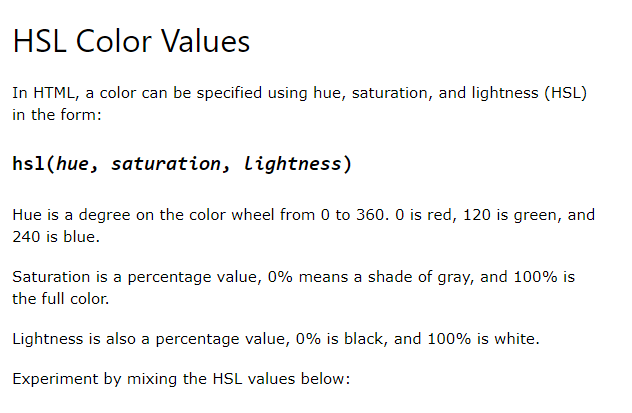 HSL Color Values
In HTML, a color can be specified using hue, saturation, and lightness (HSL)
in the form:
hsl(hue, saturation, lightness)
Hue is a degree on the color wheel from 0 to 360. 0 is red, 120 is green, and
240 is blue.
Saturation is a percentage value, 0% means a shade of gray, and 100% is
the full color.
Lightness is also a percentage value, 0% is black, and 100% is white.
Experiment by mixing the HSL values below: